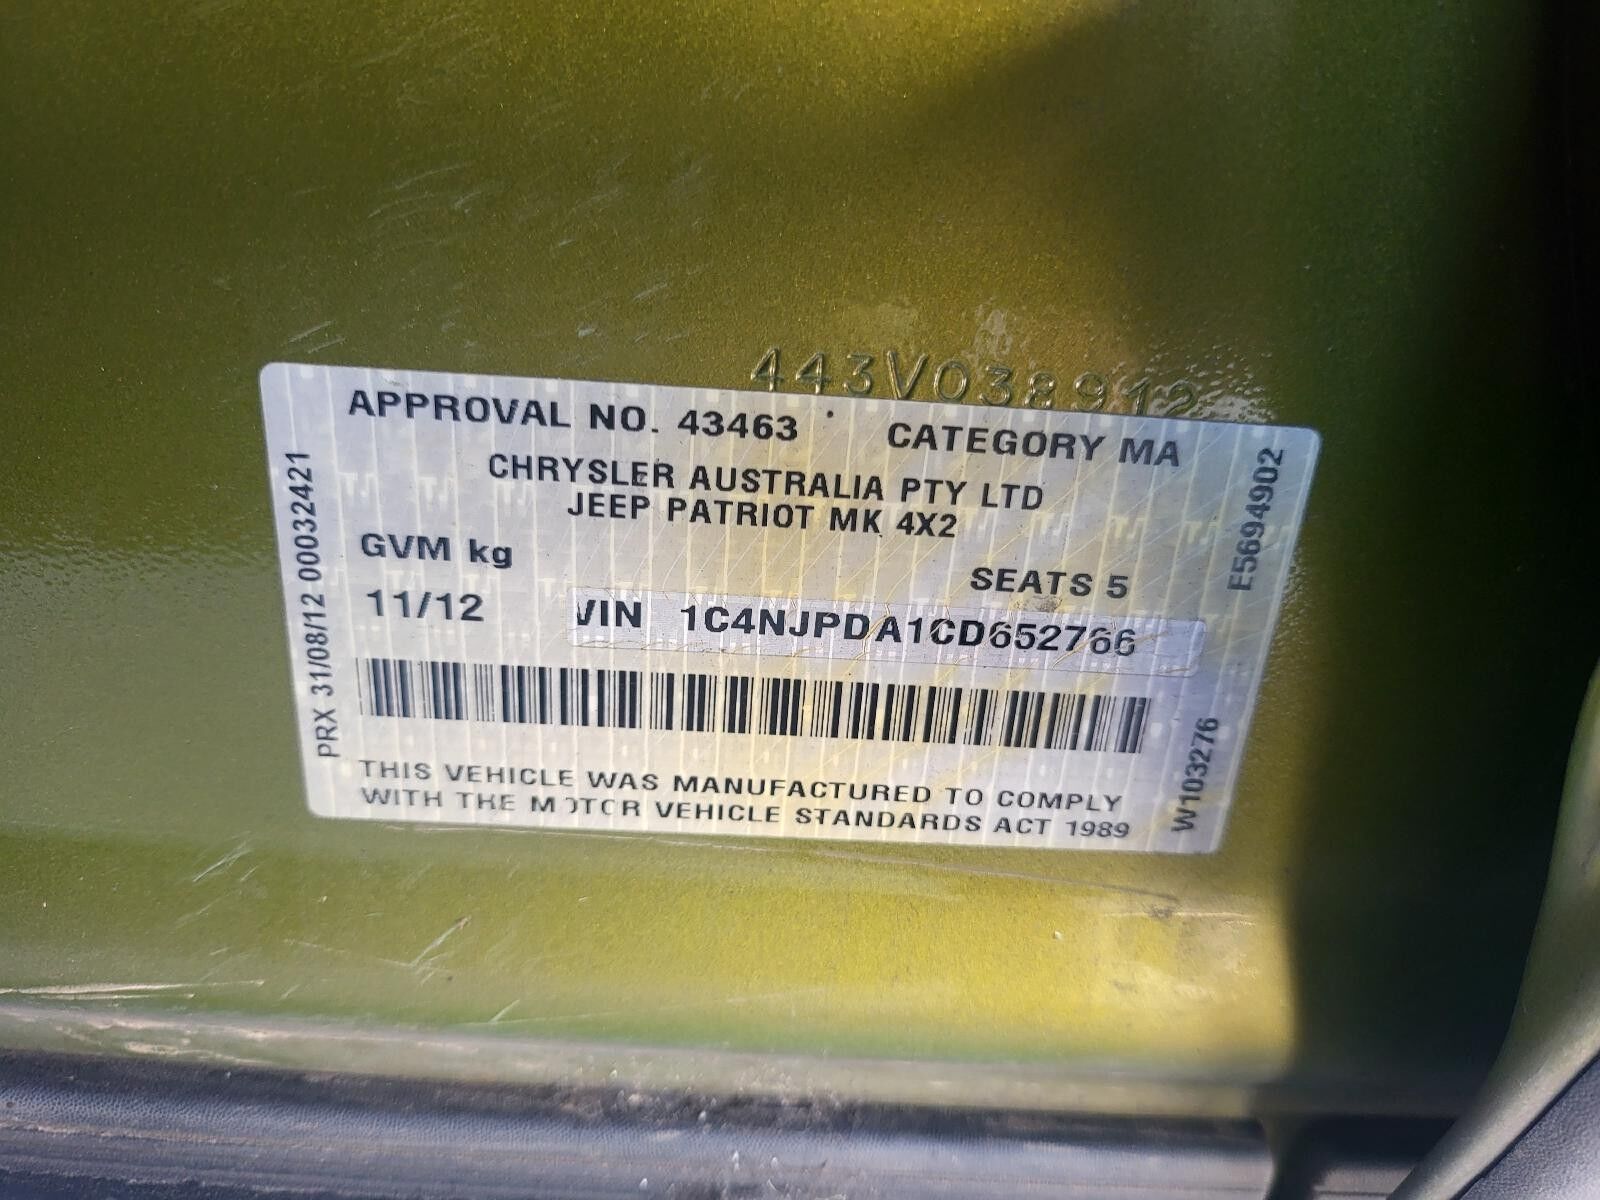 443V038912
APPROVAL NO. 43463 CATEGORY MA
CHRYSLER AUSTRALIA PTY LTD
JEEP PATRIOT MK 4X2
GVM kg
SEATS 5
11/12
VIN 1C4NJPDA1CD652766
THIS VEHICLE WAS MANUFACTURED TO COMPLY
WITH THE MOTOR VEHICLE STANDARDS ACT 1989
PRX 31/08/12 00032421
E5694902
W103276